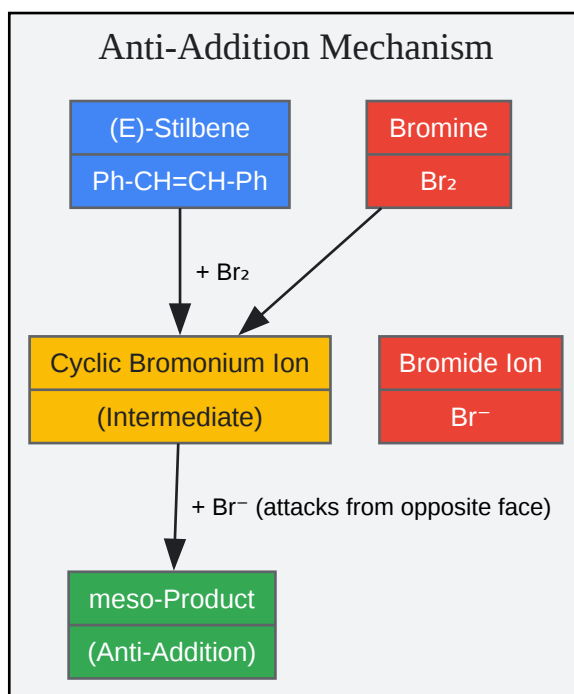 Anti-Addition Mechanism
(E)-Stilbene
Ph-CH=CH-Ph
Bromine
Br₂
+ Br₂
Cyclic Bromonium Ion
(Intermediate)
Bromide Ion
Br⁻
+ Br⁻ (attacks from opposite face)
meso-Product
(Anti-Addition)